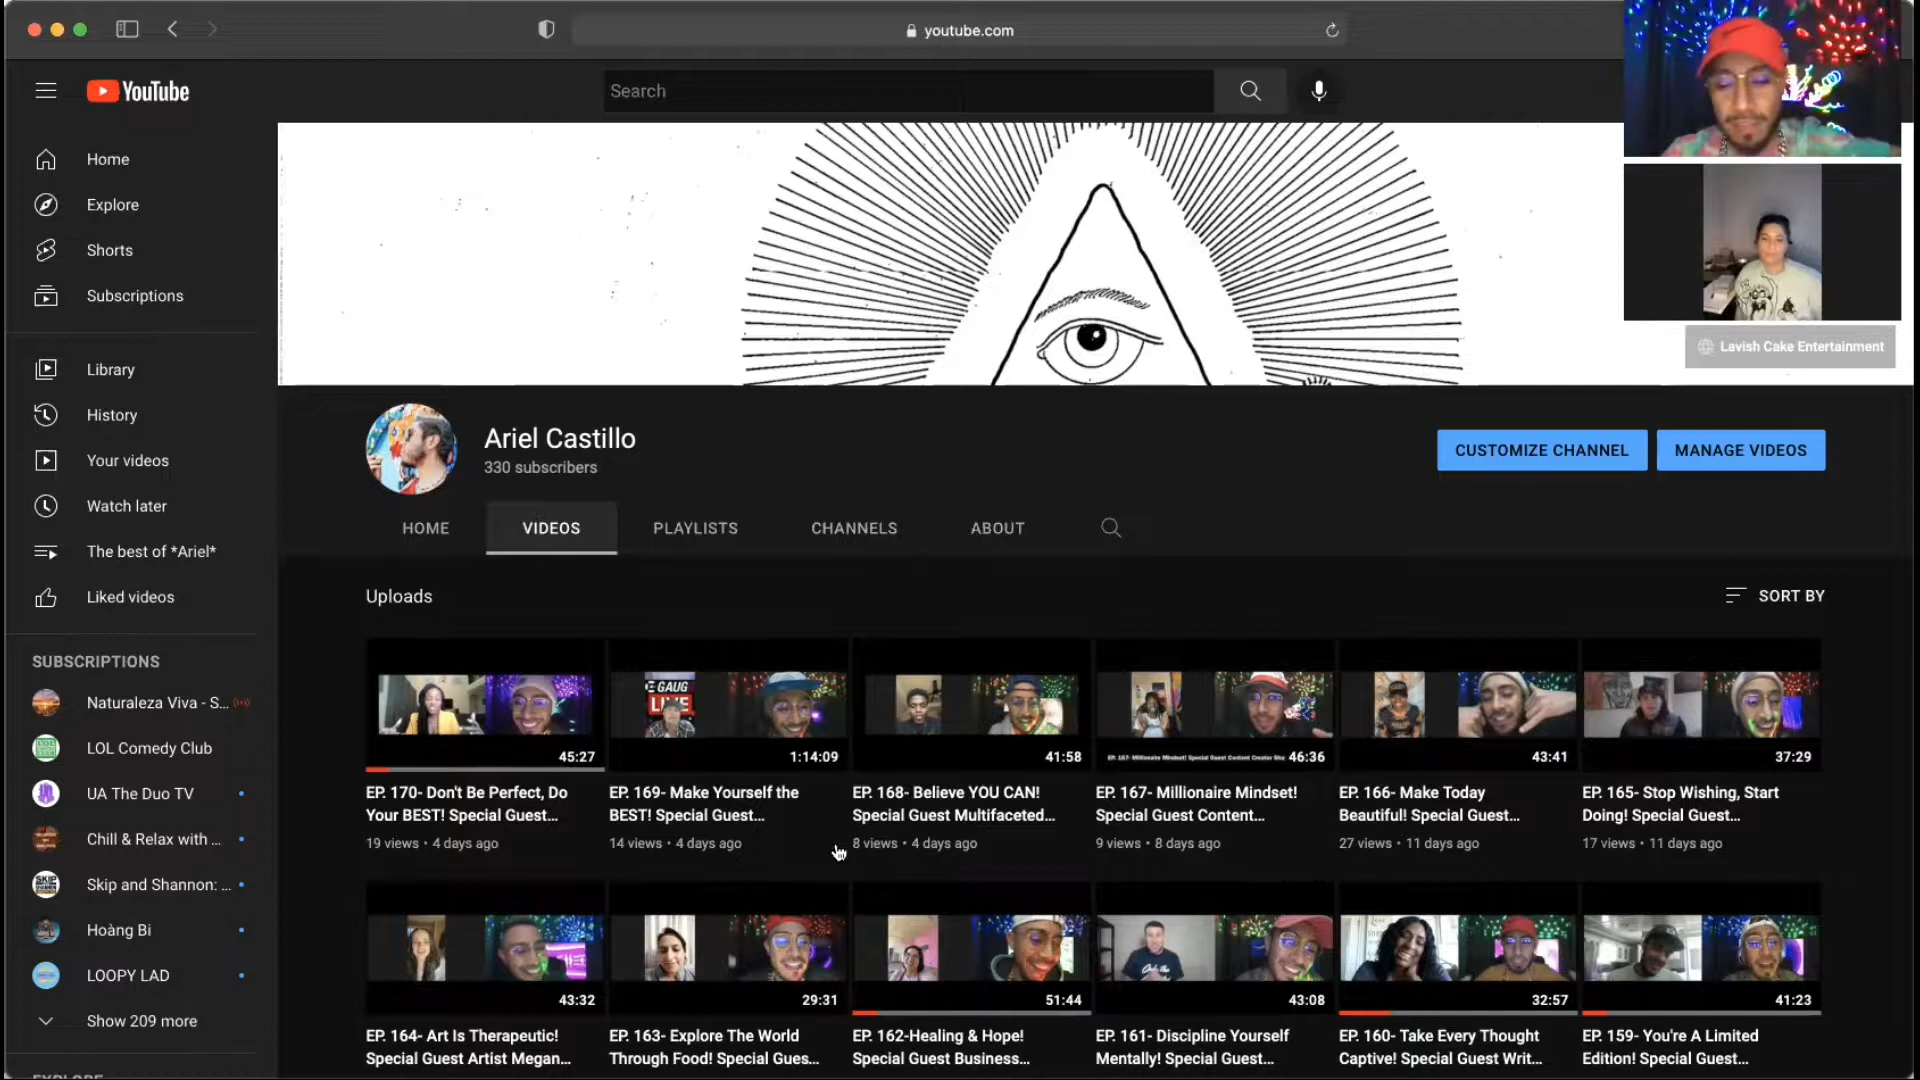 youtube.com
YouTube
Search
Home
Explore
Shorts
Subscriptions
Lavish Cake Entertainment
Library
History
Your videos
Watch later
The best of *Ariel*
Liked videos
Ariel Castillo
330 subscribers
CUSTOMIZE CHANNEL
MANAGE VIDEOS
HOME
VIDEOS
PLAYLISTS
CHANNELS
ABOUT
Uploads
SORT BY
SUBSCRIPTIONS
Naturaleza Viva - S...
LOL Comedy Club
UA The Duo TV
Chill & Relax with ...
Skip and Shannon: ...
Hoàng Bi
LOOPY LAD
Show 209 more
EXPLORE
45:27
EP. 170- Don't Be Perfect, Do
Your BEST! Special Guest...
19 views • 4 days ago
GAUG
LIVE
1:14:09
EP. 169- Make Yourself the
BEST! Special Guest...
14 views • 4 days ago
41:58
EP. 168- Believe YOU CAN!
Special Guest Multifaceted...
8 views • 4 days ago
EP. 167- Millionaire Mindset! Special Guest Content Creator
46:36
EP. 167- Millionaire Mindset!
Special Guest Content...
9 views • 8 days ago
43:41
EP. 166- Make Today
Beautiful! Special Guest...
27 views • 11 days ago
37:29
EP. 165- Stop Wishing, Start
Doing! Special Guest...
17 views • 11 days ago
43:32
EP. 164- Art Is Therapeutic!
Special Guest Artist Megan...
29:31
EP. 163- Explore The World
Through Food! Special Gues...
51:44
EP. 162-Healing & Hope!
Special Guest Business...
43:08
EP. 161- Discipline Yourself
Mentally! Special Guest...
32:57
EP. 160- Take Every Thought
Captive! Special Guest Writ...
41:23
EP. 159- You're A Limited
Edition! Special Guest...